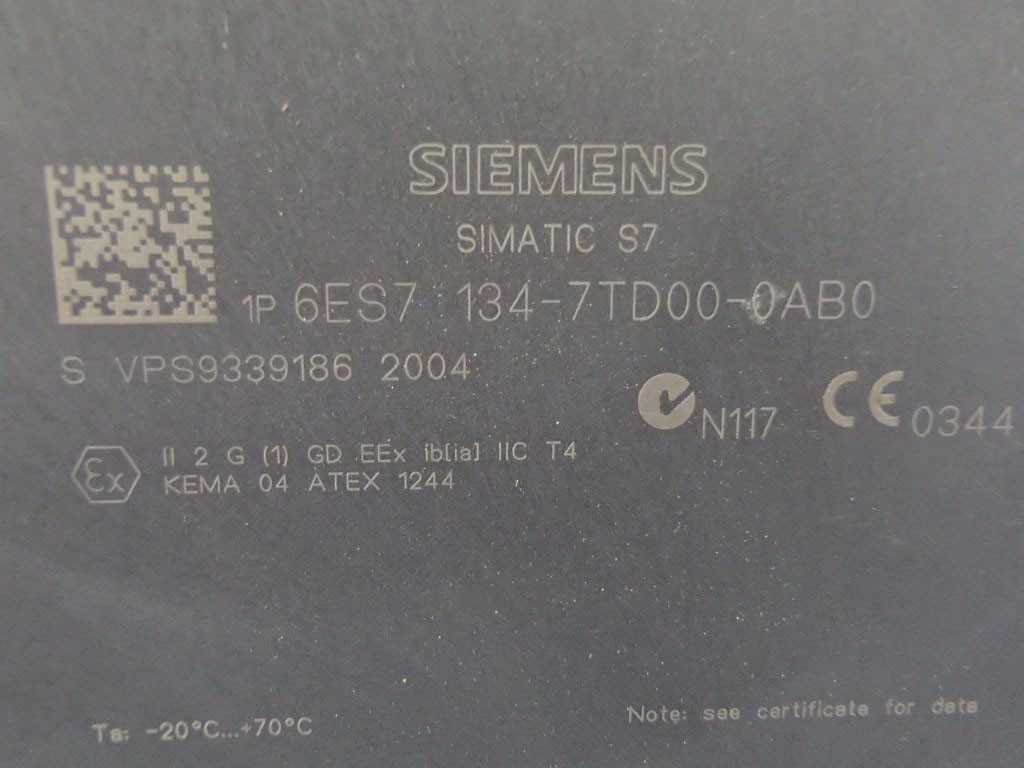 SIEMENS
SIMATIC S7
1P 6ES7 134-7TD00-0AB0
S VPS9339186 2004
N117
CE 0344
Ex
II 2 G (1) GD EEx ib[ia] IIC T4
KEMA 04 ATEX 1244
Ta: -20°C...+70°C
Note: see certificate for data